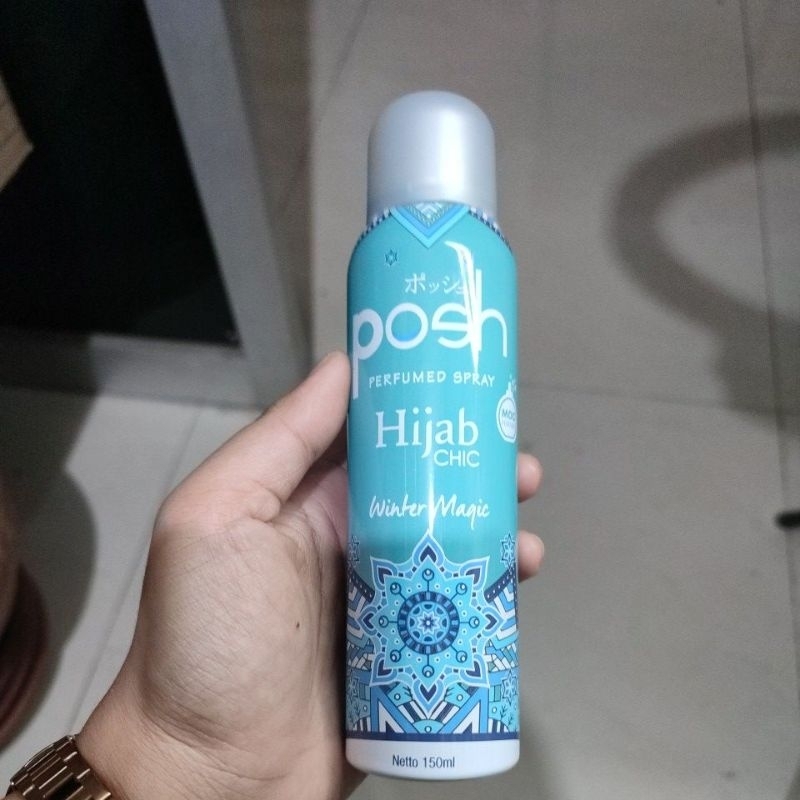 ポッシュ
posh
PERFUMED SPRAY
Hijab
CHIC
Winter Magic
Netto 150ml